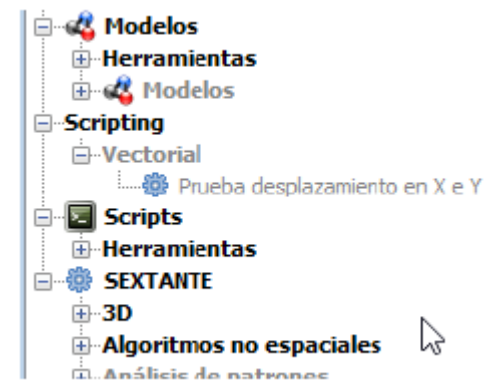 Modelos
Herramientas
Modelos
Scripting
Vectorial
Prueba desplazamiento en X e Y
Scripts
Herramientas
SEXTANTE
3D
Algoritmos no espaciales
Análisis de patrones